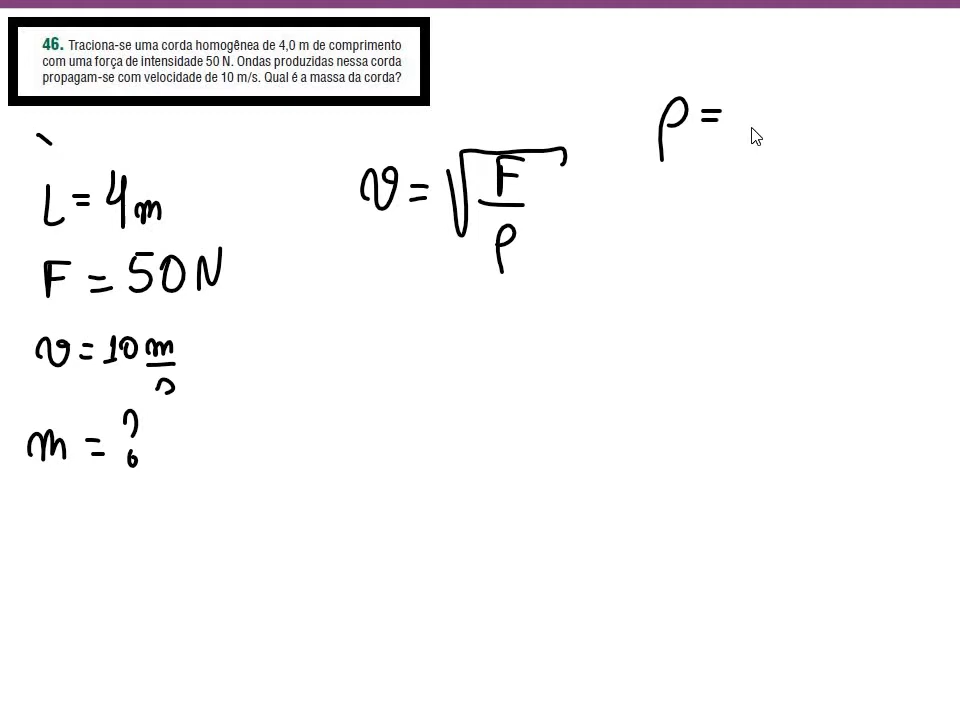 46. Traciona-se uma corda homogênea de 4,0 m de comprimento
com uma força de intensidade 50 N. Ondas produzidas nessa corda
propagam-se com velocidade de 10 m/s. Qual é a massa da corda?
L = 4m
F = 50N
v = 10 m/s
m = ?
v = √(F/ρ)
ρ =